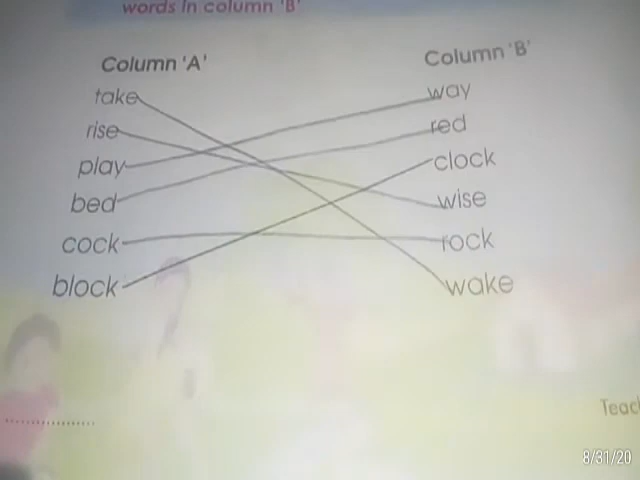 words in column 'B'
Column 'A' Column 'B'
take way
rise red
play clock
bed wise
cock rock
block wake
Teac
8/31/20